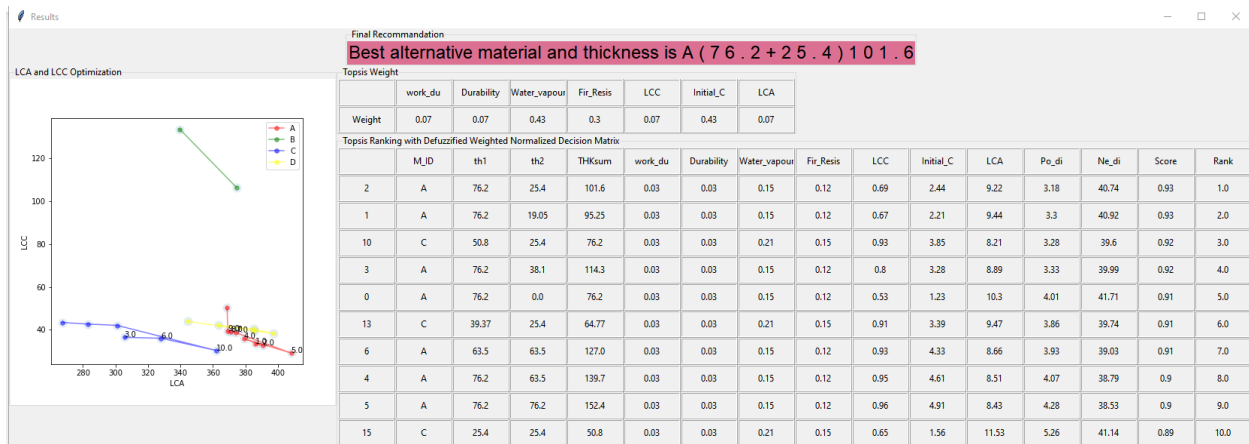 Results
Final Recommandation
Best alternative material and thickness is A ( 7 6 . 2 + 2 5 . 4 ) 1 0 1 . 6
LCA and LCC Optimization
A
B
C
D
120
100
80
60
40
LCC
3.0
6.0
10.0
4.0
2.0
5.0
280 300 320 340 360 380 400
LCA
Topsis Weight
work_du Durability Water_vapour Fir_Resis LCC Initial_C LCA
Weight 0.07 0.07 0.43 0.3 0.07 0.43 0.07
Topsis Ranking with Defuzzified Weighted Normalized Decision Matrix
M_ID th1 th2 THKsum work_du Durability Water_vapour Fir_Resis LCC Initial_C LCA Po_di Ne_di Score Rank
2 A 76.2 25.4 101.6 0.03 0.03 0.15 0.12 0.69 2.44 9.22 3.18 40.74 0.93 1.0
1 A 76.2 19.05 95.25 0.03 0.03 0.15 0.12 0.67 2.21 9.44 3.3 40.92 0.93 2.0
10 C 50.8 25.4 76.2 0.03 0.03 0.21 0.15 0.93 3.85 8.21 3.28 39.6 0.92 3.0
3 A 76.2 38.1 114.3 0.03 0.03 0.15 0.12 0.8 3.28 8.89 3.33 39.99 0.92 4.0
0 A 76.2 0.0 76.2 0.03 0.03 0.15 0.12 0.53 1.23 10.3 4.01 41.71 0.91 5.0
13 C 39.37 25.4 64.77 0.03 0.03 0.21 0.15 0.91 3.39 9.47 3.86 39.74 0.91 6.0
6 A 63.5 63.5 127.0 0.03 0.03 0.15 0.12 0.93 4.33 8.66 3.93 39.03 0.91 7.0
4 A 76.2 63.5 139.7 0.03 0.03 0.15 0.12 0.95 4.61 8.51 4.07 38.79 0.9 8.0
5 A 76.2 76.2 152.4 0.03 0.03 0.15 0.12 0.96 4.91 8.43 4.28 38.53 0.9 9.0
15 C 25.4 25.4 50.8 0.03 0.03 0.21 0.15 0.65 1.56 11.53 5.26 41.14 0.89 10.0